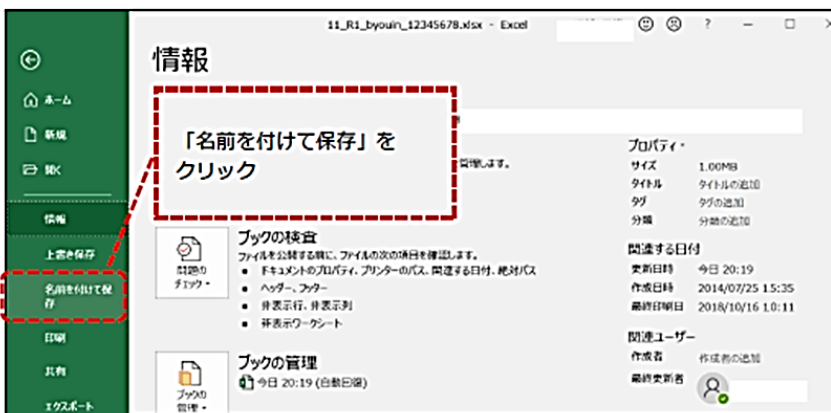 11_R1_byouin_12345678.xlsx - Excel
?
情報
ホーム
新規
開く
情報
上書き保存
名前を付けて保
存
印刷
共有
エクスポート
「名前を付けて保存」を
クリック
管理します。
問題の
チェック
ブックの検査
ファイルを公開する前に、ファイルの次の項目を確認します。
ドキュメントのプロパティ、プリンターのパス、関連する日付、絶対パス
ヘッダー、フッター
非表示行、非表示列
非表示ワークシート
ブックの
管理
ブックの管理
今日 20:19 (自動回復)
プロパティ
サイズ 1.00MB
タイトル タイトルの追加
タグ タグの追加
分類 分類の追加
関連する日付
更新日時 今日 20:19
作成日時 2014/07/25 15:35
最終印刷日 2018/10/16 10:11
関連ユーザー
作成者 作成者の追加
最終更新者